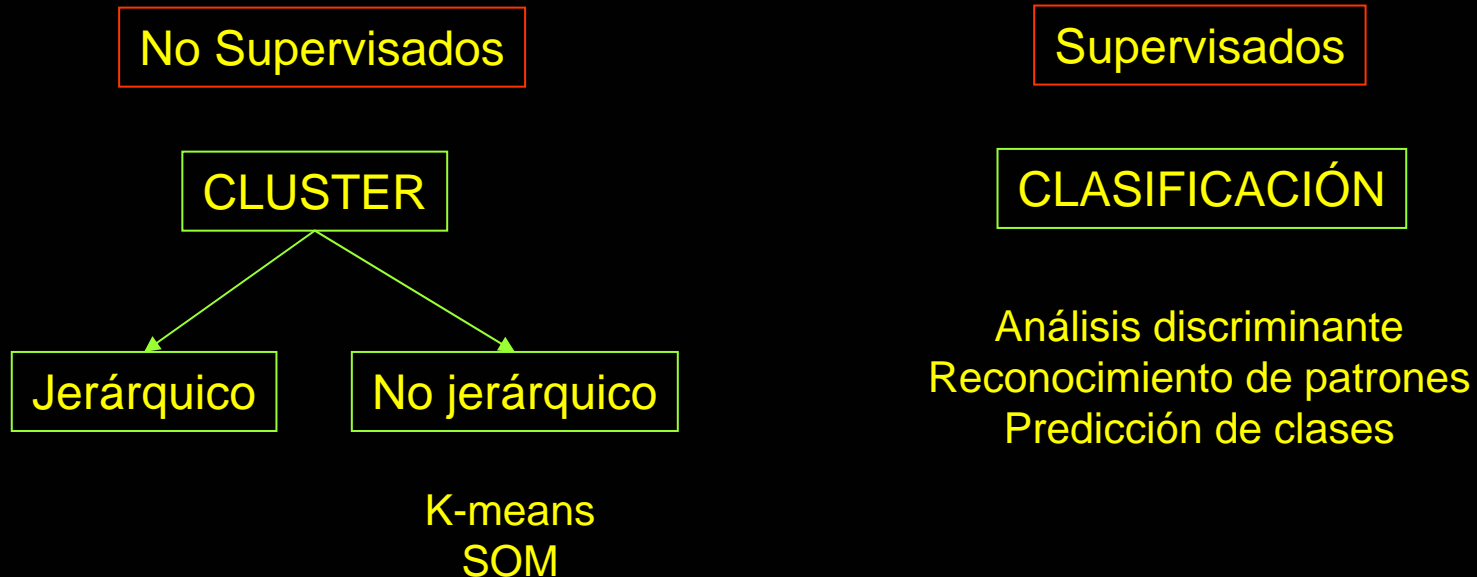 No Supervisados
CLUSTER
Jerárquico
No jerárquico
K-means
SOM
Supervisados
CLASIFICACIÓN
Análisis discriminante
Reconocimiento de patrones
Predicción de clases